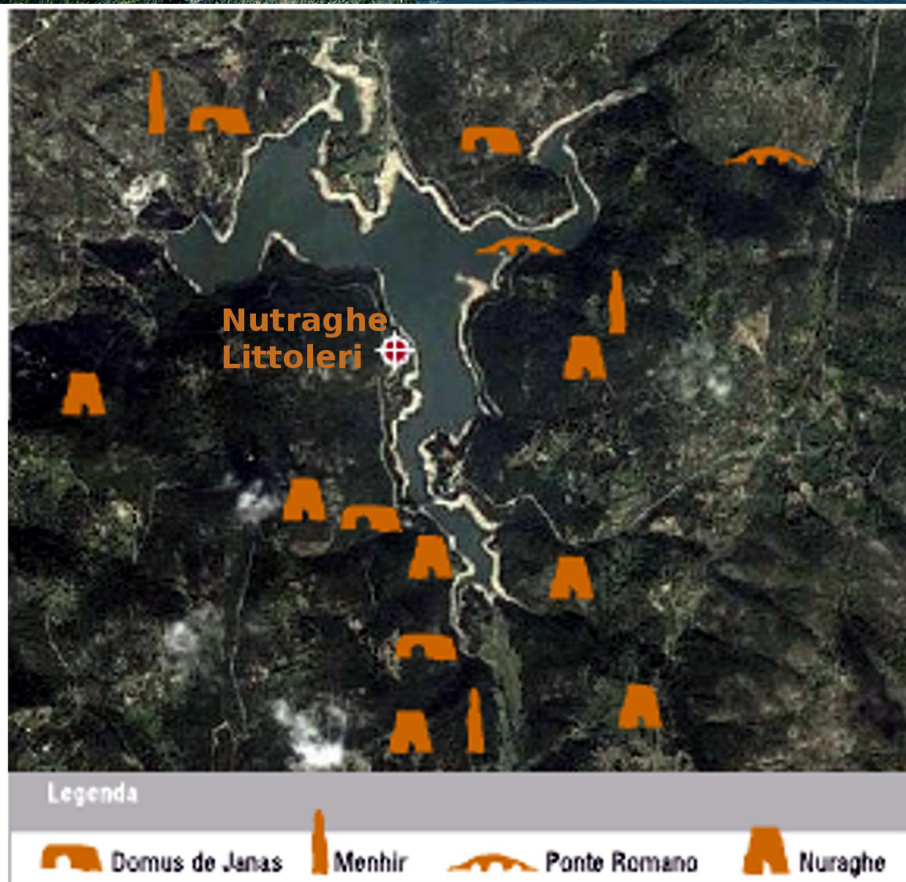 Nutraghe
Littoleri
Legenda
Domus de Janas Menhir Ponte Romano Nuraghe